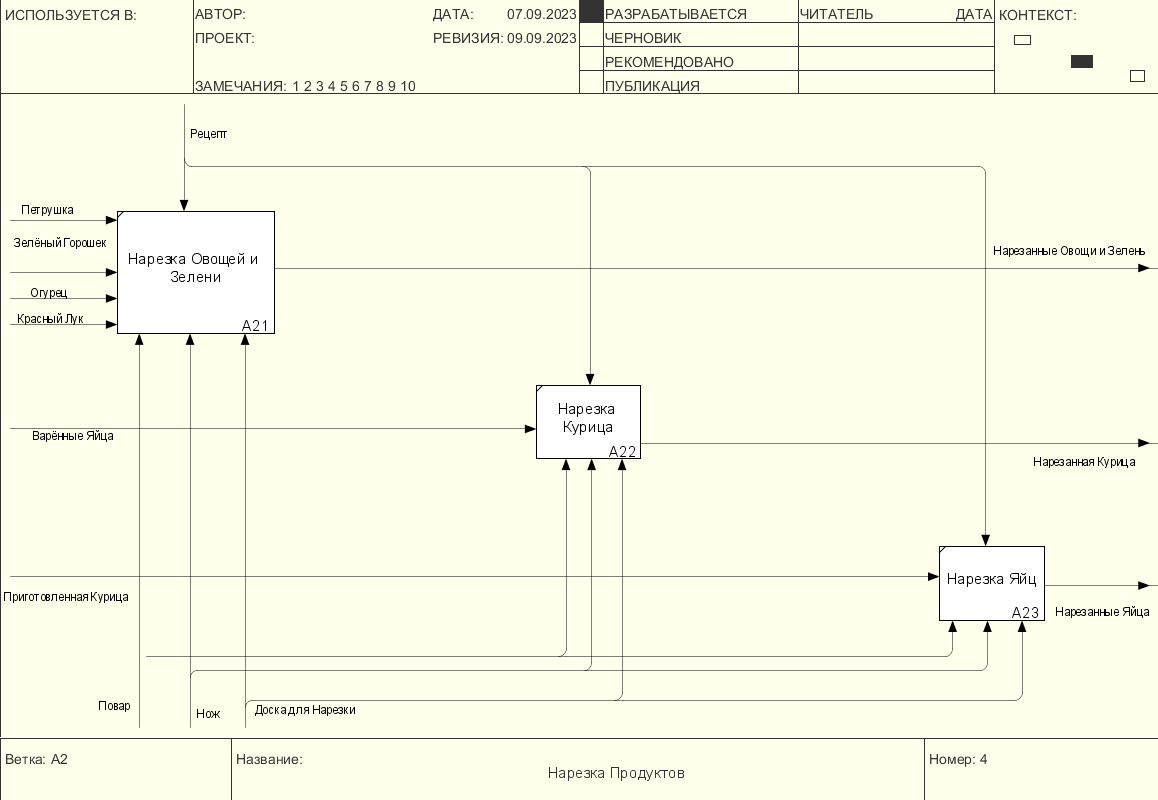 ИСПОЛЬЗУЕТСЯ В:
АВТОР:
ДАТА: 07.09.2023
РАЗРАБАТЫВАЕТСЯ
ЧИТАТЕЛЬ
ДАТА
КОНТЕКСТ:
ПРОЕКТ:
РЕВИЗИЯ: 09.09.2023
ЧЕРНОВИК
РЕКОМЕНДОВАНО
ЗАМЕЧАНИЯ: 1 2 3 4 5 6 7 8 9 10
ПУБЛИКАЦИЯ
Рецепт
Петрушка
Зелёный Горошек
Огурец
Красный Лук
Нарезка Овощей и
Зелени
A21
Нарезанные Овощи и Зелень
Варённые Яйца
Нарезка
Курица
A22
Нарезанная Курица
Приготовленная Курица
Нарезка Яйц
A23
Нарезанные Яйца
Повар
Нож
Доска для Нарезки
Ветка: A2
Название:
Нарезка Продуктов
Номер: 4